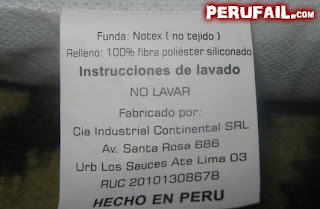 PERUFAIL.com
Funda: Notex ( no tejido )
Relleno: 100% fibra poliéster siliconado
Instrucciones de lavado
NO LAVAR
Fabricado por:
Cia Industrial Continental SRL
Av. Santa Rosa 686
Urb Los Sauces Ate Lima 03
RUC 20101308678
HECHO EN PERU